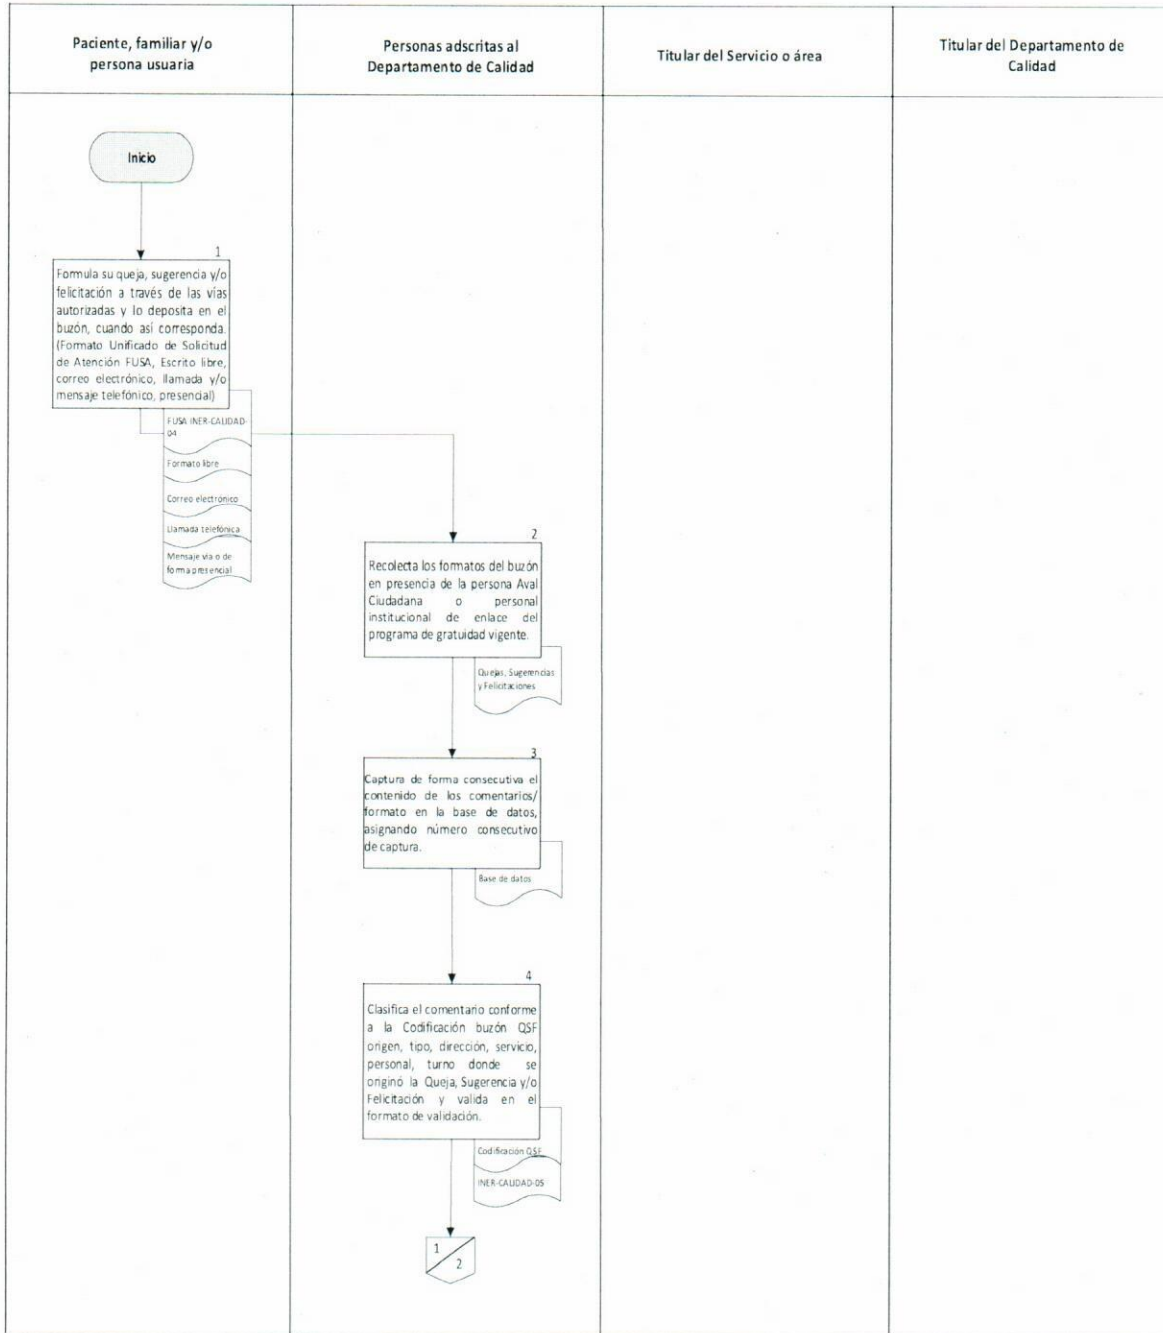 Paciente, familiar y/o
persona usuaria
Personas adscritas al
Departamento de Calidad
Titular del Servicio o área
Titular del Departamento de
Calidad
Inicio
1
Formula su queja, sugerencia y/o
felicitación a través de las vías
autorizadas y lo deposita en el
buzón, cuando así corresponda.
(Formato Unificado de Solicitud
de Atención FUSA, Escrito libre,
correo electrónico, llamada y/o
mensaje telefónico, presencial)
FUSA INER-CALIDAD-
04
Formato libre
Correo electrónico
Llamada telefónica
Mensaje vía o de
forma presencial
2
Recolecta los formatos del buzón
en presencia de la persona Aval
Ciudadana o personal
institucional de enlace del
programa de gratuidad vigente.
Quejas, Sugerencias
y Felicitaciones
3
Captura de forma consecutiva el
contenido de los comentarios/
formato en la base de datos,
asignando número consecutivo
de captura.
Base de datos
4
Clasifica el comentario conforme
a la Codificación buzón QSF
origen, tipo, dirección, servicio,
personal, turno donde se
originó la Queja, Sugerencia y/o
Felicitación y valida en el
formato de validación.
Codificación QSF
INER-CALIDAD-05
1
2